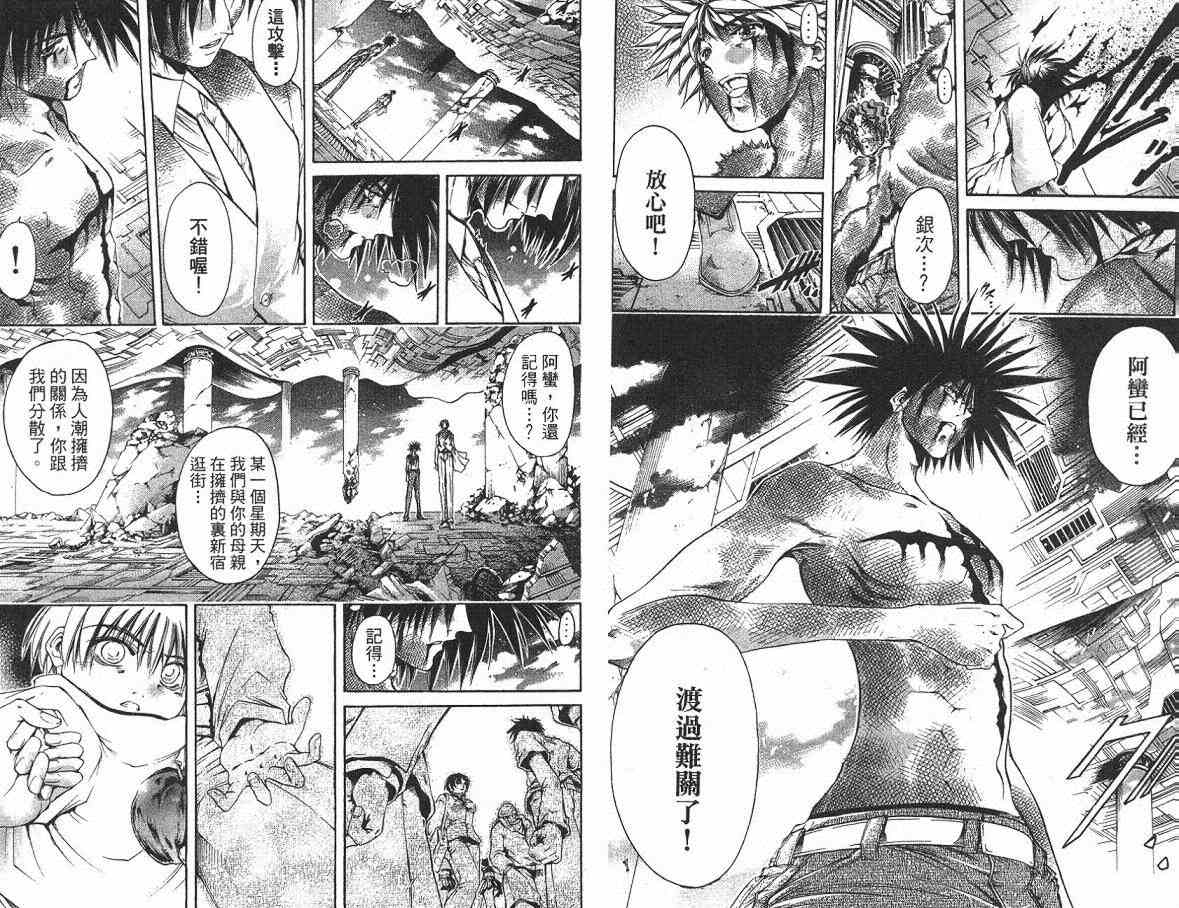 ……
銀次…？
……
放心吧！
阿蠻已經…
渡過難關了！
這攻擊…
不錯喔！
！
阿蠻，你還
記得嗎…？
某一個星期天，
我們與你的母親
在擁擠的裏新宿
逛街…
因為人潮擁擠
的關係，你跟
我們分散了。
……
記得…